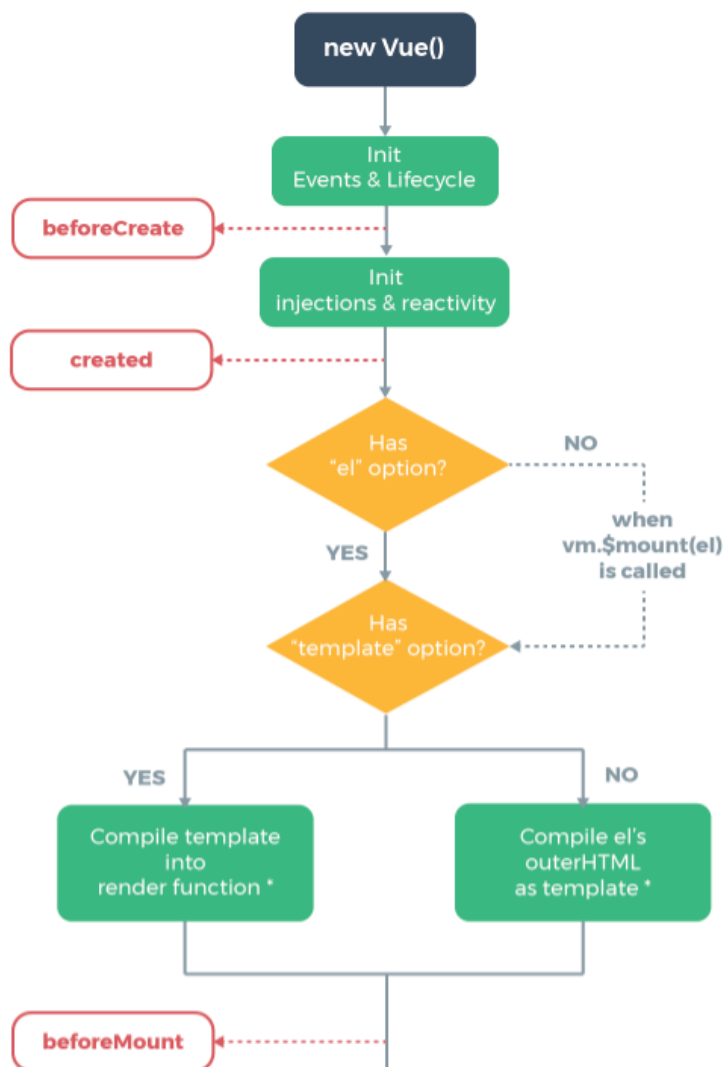 new Vue()
Init
Events & Lifecycle
beforeCreate
Init
injections & reactivity
created
Has
“el” option?
NO
when
vm.$mount(el)
is called
YES
Has
“template” option?
YES
NO
Compile template
into
render function *
Compile el’s
outerHTML
as template *
beforeMount